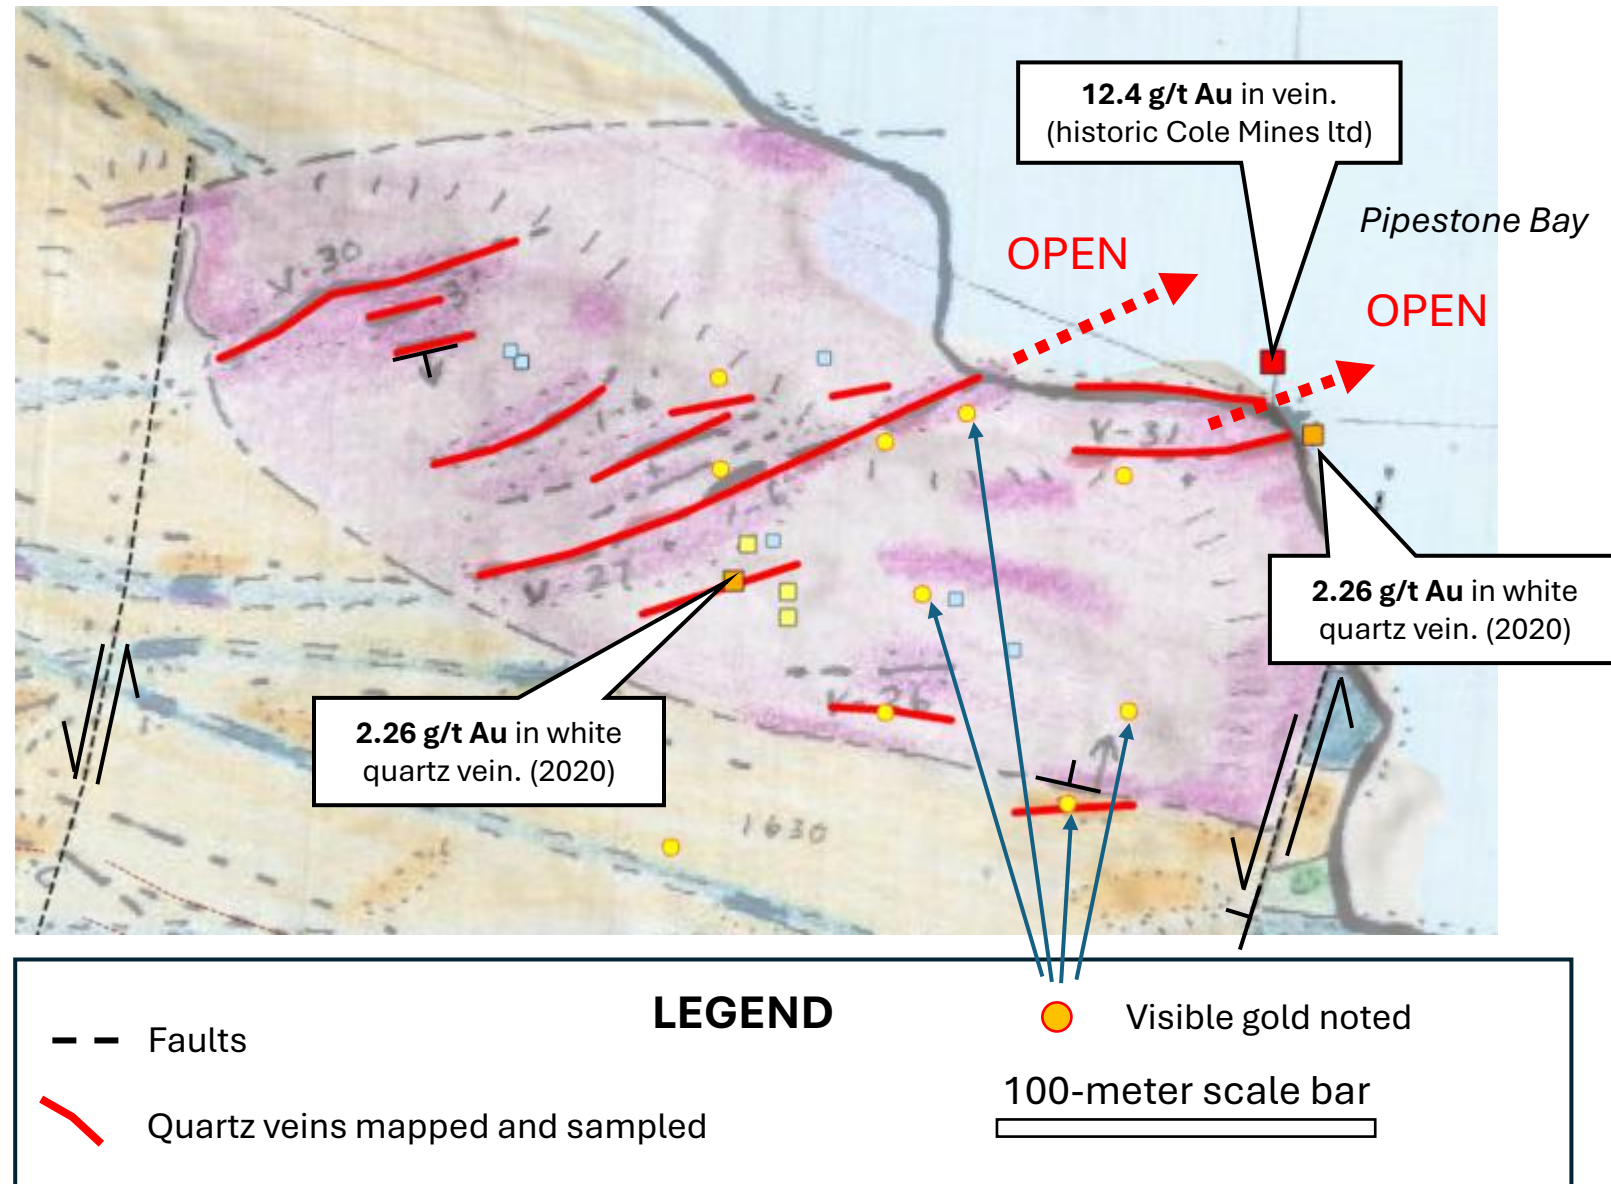 12.4 g/t Au in vein.
(historic Cole Mines ltd)
Pipestone Bay
OPEN
OPEN
V-30
V-31
V-27
V-26
2.26 g/t Au in white
quartz vein. (2020)
2.26 g/t Au in white
quartz vein. (2020)
1630
LEGEND
Faults
Visible gold noted
100-meter scale bar
Quartz veins mapped and sampled